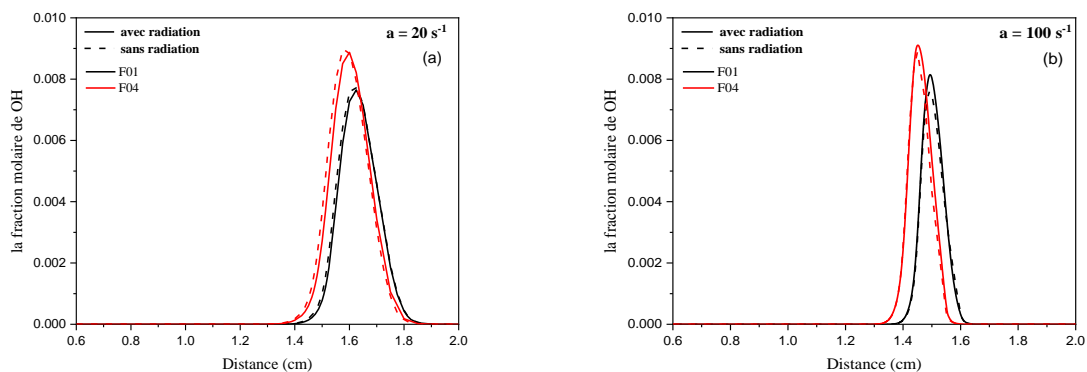 0.010
0.008
0.006
0.004
0.002
0.000
la fraction molaire de OH
avec radiation
sans radiation
F01
F04
a = 20 s⁻¹
(a)
0.6 0.8 1.0 1.2 1.4 1.6 1.8 2.0
Distance (cm)
0.010
0.008
0.006
0.004
0.002
0.000
la fraction molaire de OH
avec radiation
sans radiation
F01
F04
a = 100 s⁻¹
(b)
0.6 0.8 1.0 1.2 1.4 1.6 1.8 2.0
Distance (cm)